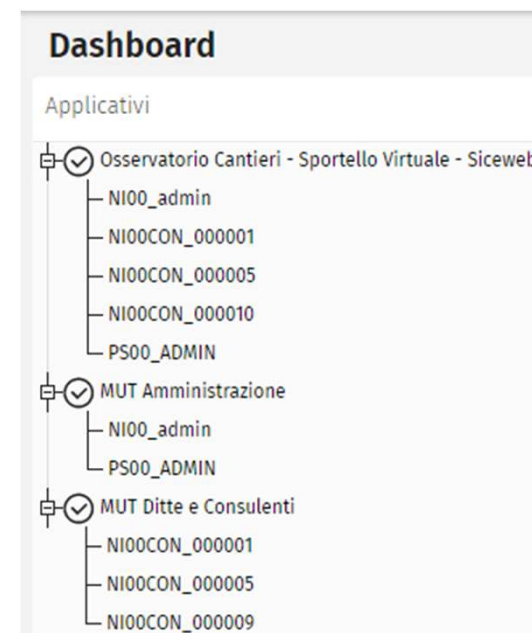 Dashboard
Applicativi
Osservatorio Cantieri - Sportello Virtuale - Siceweb
NI00_admin
NI00CON_000001
NI00CON_000005
NI00CON_000010
PS00_ADMIN
MUT Amministrazione
NI00_admin
PS00_ADMIN
MUT Ditte e Consulenti
NI00CON_000001
NI00CON_000005
NI00CON_000009